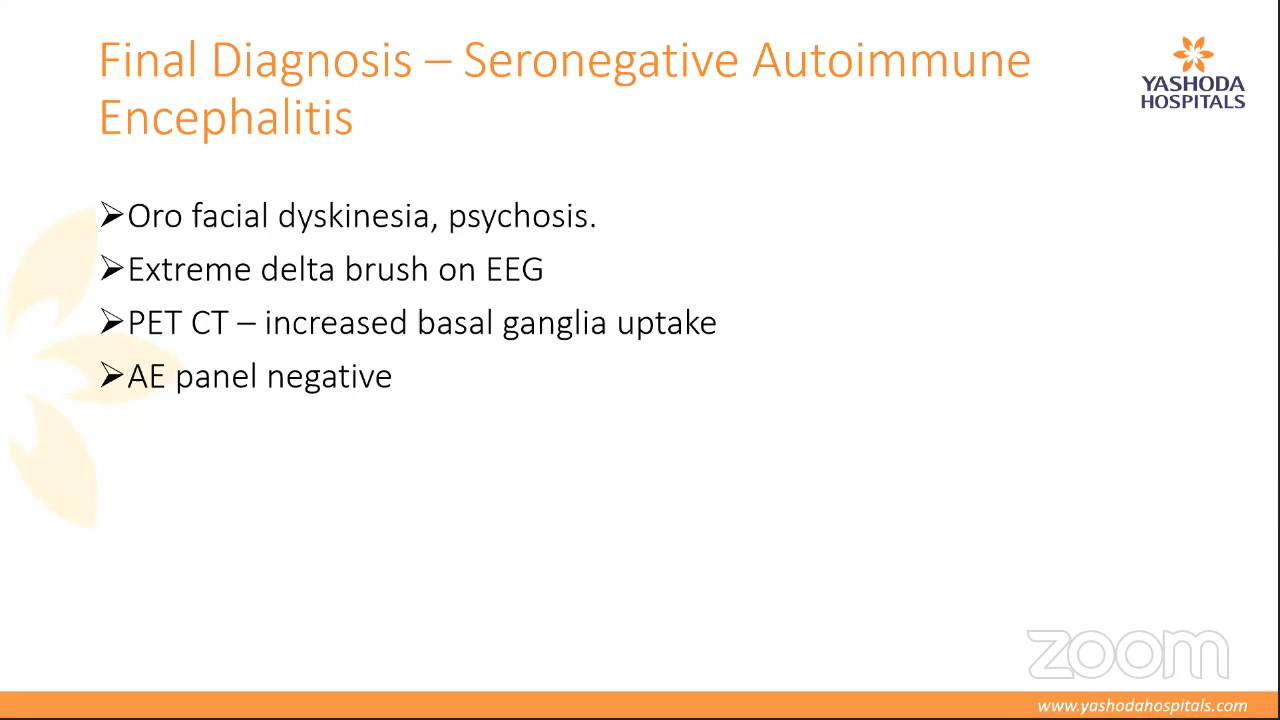 Final Diagnosis – Seronegative Autoimmune
Encephalitis
YASHODA
HOSPITALS
➢Oro facial dyskinesia, psychosis.
➢Extreme delta brush on EEG
➢PET CT – increased basal ganglia uptake
➢AE panel negative
zoom
www.yashodahospitals.com